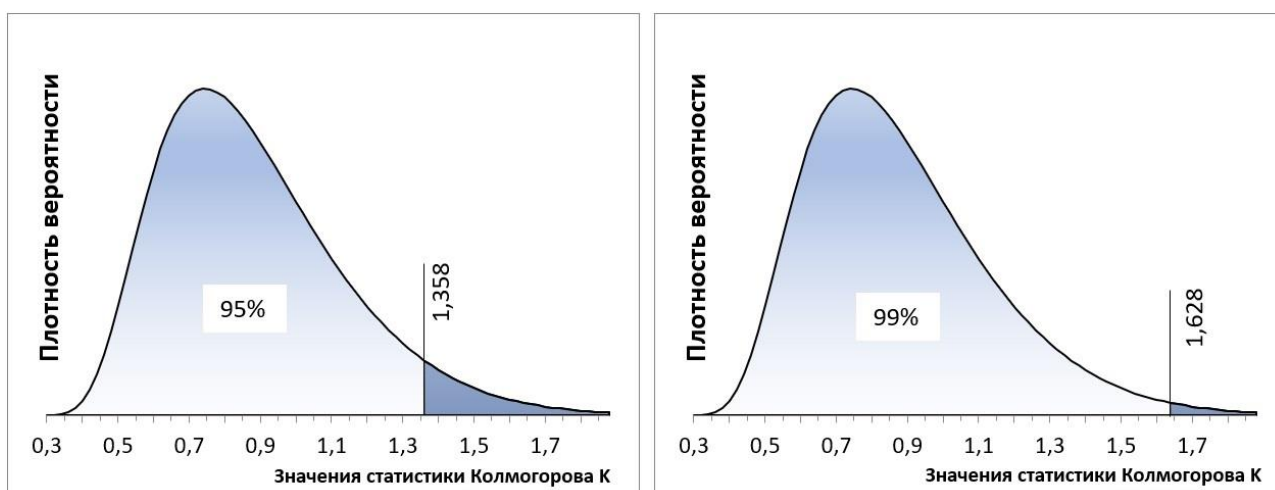 Плотность вероятности
95%
1,358
0,3 0,5 0,7 0,9 1,1 1,3 1,5 1,7
Значения статистики Колмогорова K
Плотность вероятности
99%
1,628
0,3 0,5 0,7 0,9 1,1 1,3 1,5 1,7
Значения статистики Колмогорова K